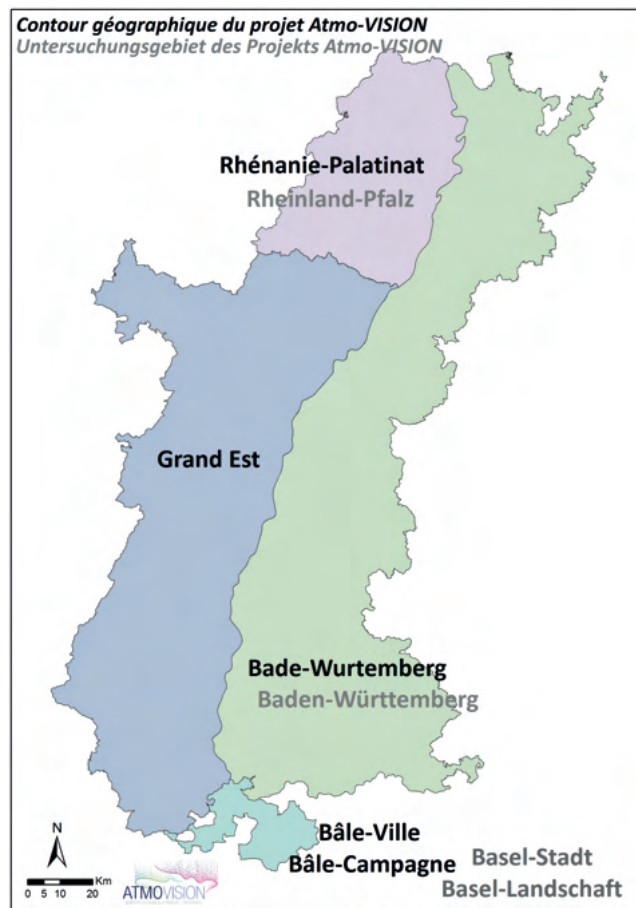 Contour géographique du projet Atmo-VISION
Untersuchungsgebiet des Projekts Atmo-VISION
Rhénanie-Palatinat
Rheinland-Pfalz
Grand Est
Bade-Wurtemberg
Baden-Württemberg
Bâle-Ville
Bâle-Campagne
Basel-Stadt
Basel-Landschaft
N
Km
0 5 10 20
ATMOVISION